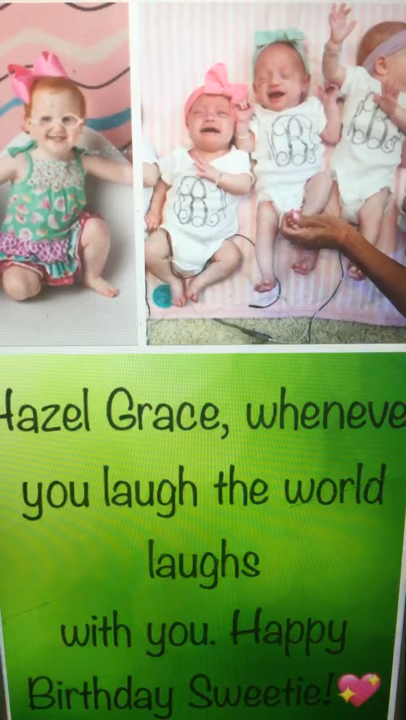 Hazel Grace, wheneve
you laugh the world
laughs
with you. Happy
Birthday Sweetie!💖